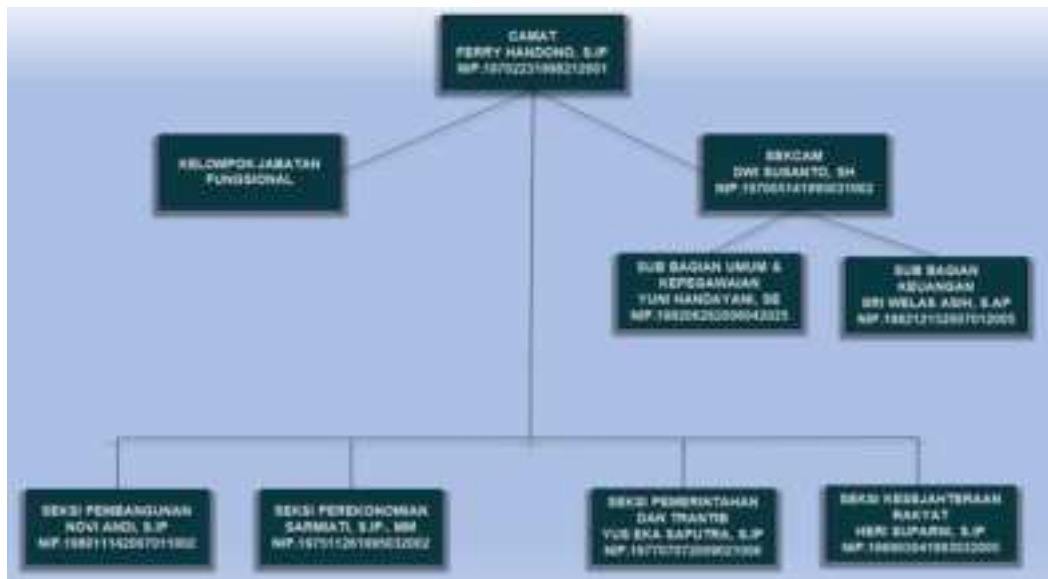 CAMAT
FERRY HANDONO, S.IP
KELOMPOK JABATAN
FUNGSIONAL
SEKCAM
DWI SUSANTO, SH
SUB BAGIAN UMUM &
KEPEGAWAIAN
YUNI HANDAYANI, SE
SUB BAGIAN
KEUANGAN
SRI WELAS ASIH, S.AP
SEKSI PEMBANGUNAN
NOVI ANDI, S.IP
SEKSI PEREKONOMIAN
SARMIATI, S.IP., MM
SEKSI PEMERINTAHAN
DAN TRANTIB
YUS EKA SAPUTRA, S.IP
SEKSI KESEJAHTERAAN
RAKYAT
HERI SUPARNI, S.IP